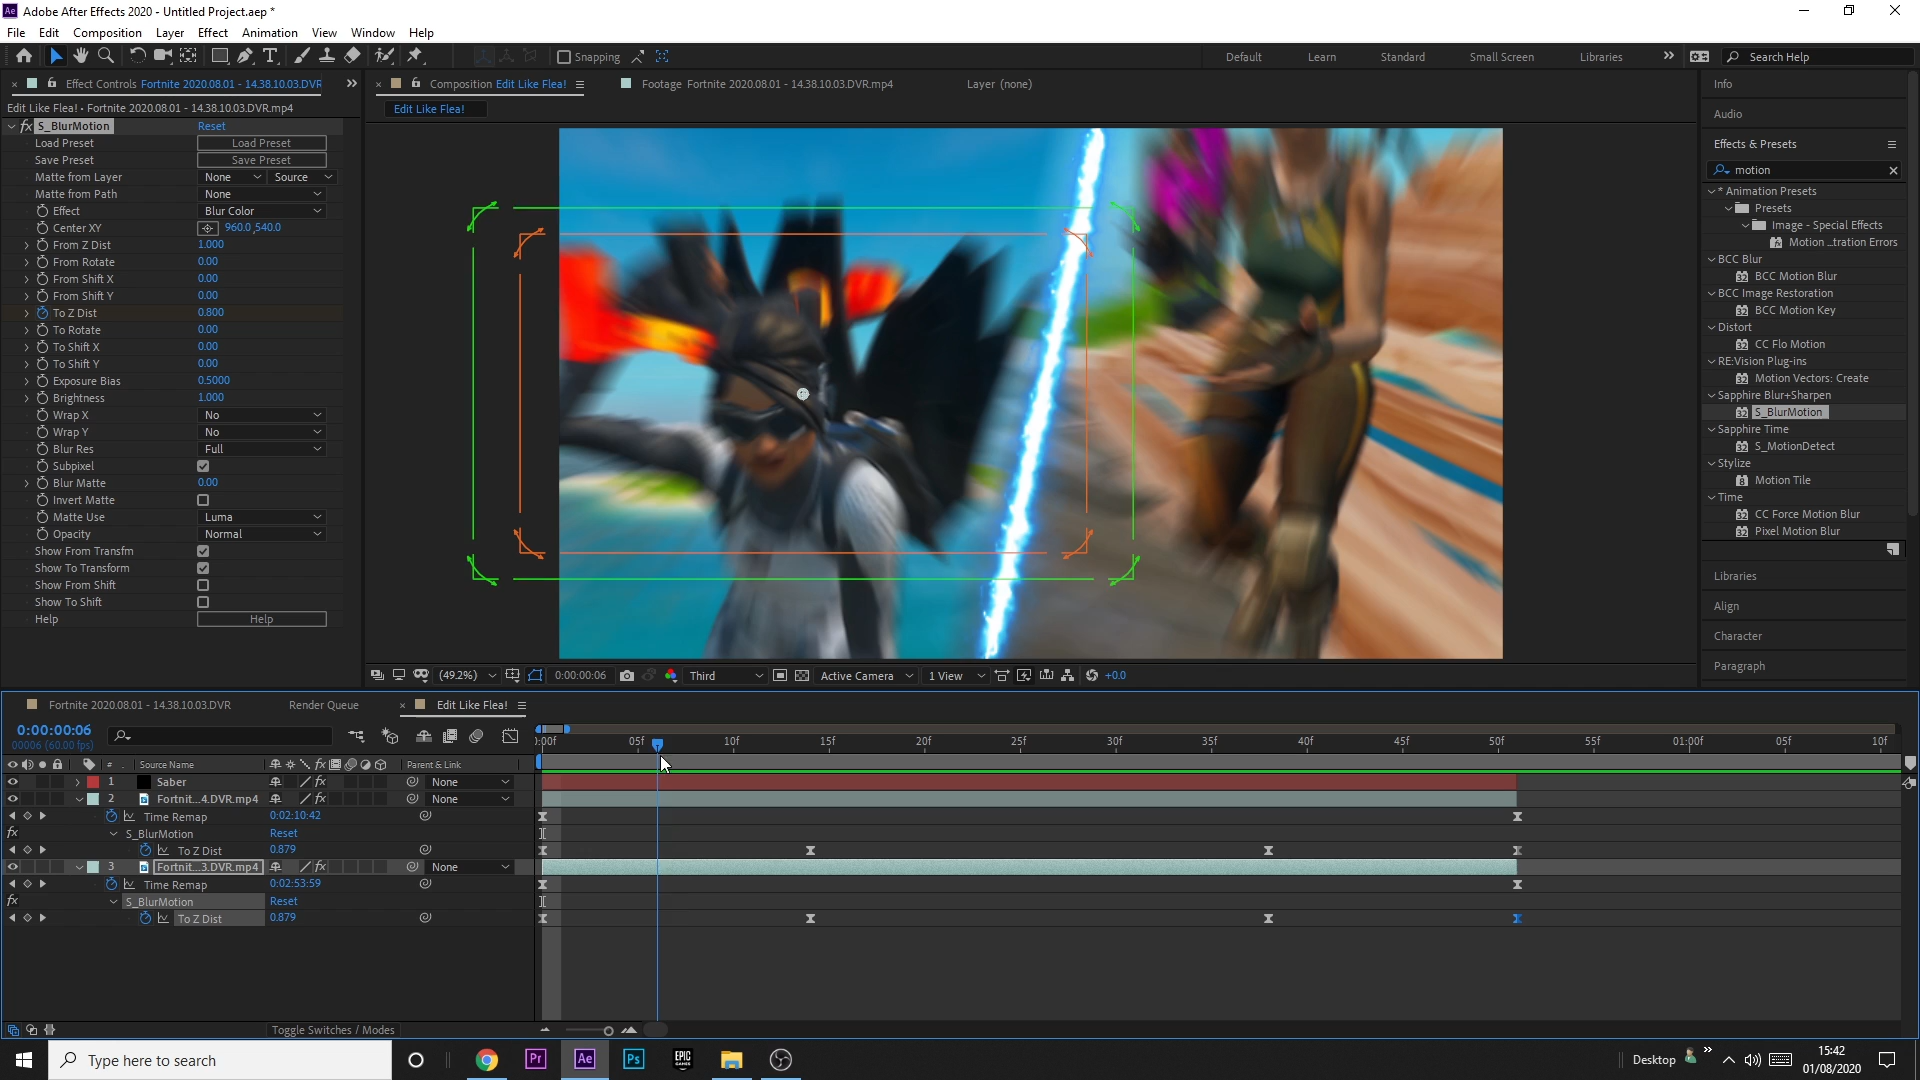 Adobe After Effects 2020 - Untitled Project.aep *
File Edit Composition Layer Effect Animation View Window Help
Snapping
Default Learn Standard Small Screen Libraries
Search Help
Effect Controls Fortnite 2020.08.01 - 14.38.10.03.DVR
Edit Like Flea! • Fortnite 2020.08.01 - 14.38.10.03.DVR.mp4
fx S_BlurMotion Reset
Load Preset Load Preset
Save Preset Save Preset
Matte from Layer None Source
Matte from Path None
Effect Blur Color
Center XY 960.0,540.0
From Z Dist 1.000
From Rotate 0.00
From Shift X 0.00
From Shift Y 0.00
To Z Dist 0.800
To Rotate 0.00
To Shift X 0.00
To Shift Y 0.00
Exposure Bias 0.5000
Brightness 1.000
Wrap X No
Wrap Y No
Blur Res Full
Subpixel
Blur Matte 0.00
Invert Matte
Matte Use Luma
Opacity Normal
Show From Transfm
Show To Transform
Show From Shift
Show To Shift
Help Help
Composition Edit Like Flea!
Footage Fortnite 2020.08.01 - 14.38.10.03.DVR.mp4
Layer (none)
Edit Like Flea!
(49.2%) 0:00:00:06 Third Active Camera 1 View +0.0
Info
Audio
Effects & Presets
motion
* Animation Presets
Presets
Image - Special Effects
Motion ...tration Errors
BCC Blur
BCC Motion Blur
BCC Image Restoration
BCC Motion Key
Distort
CC Flo Motion
RE:Vision Plug-ins
Motion Vectors: Create
Sapphire Blur+Sharpen
S_BlurMotion
Sapphire Time
S_MotionDetect
Stylize
Motion Tile
Time
CC Force Motion Blur
Pixel Motion Blur
Libraries
Align
Character
Paragraph
Fortnite 2020.08.01 - 14.38.10.03.DVR Render Queue Edit Like Flea!
0:00:00:06
00006 (60.00 fps)
:00f 05f 10f 15f 20f 25f 30f 35f 40f 45f 50f 55f 01:00f 05f 10f
# Source Name fx Parent & Link
1 Saber fx None
2 Fortnit...4.DVR.mp4 fx None
Time Remap 0:02:10:42
fx S_BlurMotion Reset
To Z Dist 0.879
3 Fortnit...3.DVR.mp4 fx None
Time Remap 0:02:53:59
fx S_BlurMotion Reset
To Z Dist 0.879
Toggle Switches / Modes
Type here to search
Pr Ae Ps EPIC GAMES
Desktop
15:42
01/08/2020